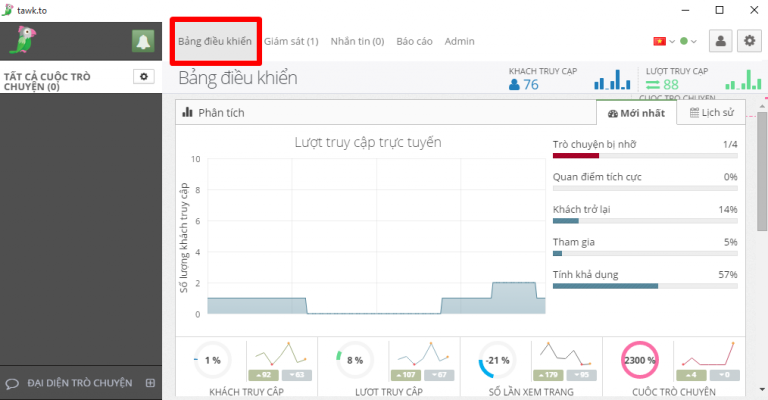 tawk.to
Bảng điều khiển
Giám sát (1)
Nhắn tin (0)
Báo cáo
Admin
TẤT CẢ CUỘC TRÒ
CHUYỆN (0)
Bảng điều khiển
KHÁCH TRUY CẬP
76
LƯỢT TRUY CẬP
88
CUỘC TRÒ CHUYỆN
Phân tích
Mới nhất
Lịch sử
Lượt truy cập trực tuyến
Số lượng khách truy cập
10
8
6
4
2
0
Trò chuyện bị nhỡ 1/4
Quan điểm tích cực 0%
Khách trở lại 14%
Tham gia 5%
Tính khả dụng 57%
1 %
92
63
KHÁCH TRUY CẬP
8 %
107
67
LƯỢT TRUY CẬP
-21 %
179
95
SỐ LẦN XEM TRANG
2300 %
4
0
CUỘC TRÒ CHUYỆN
ĐẠI DIỆN TRÒ CHUYỆN